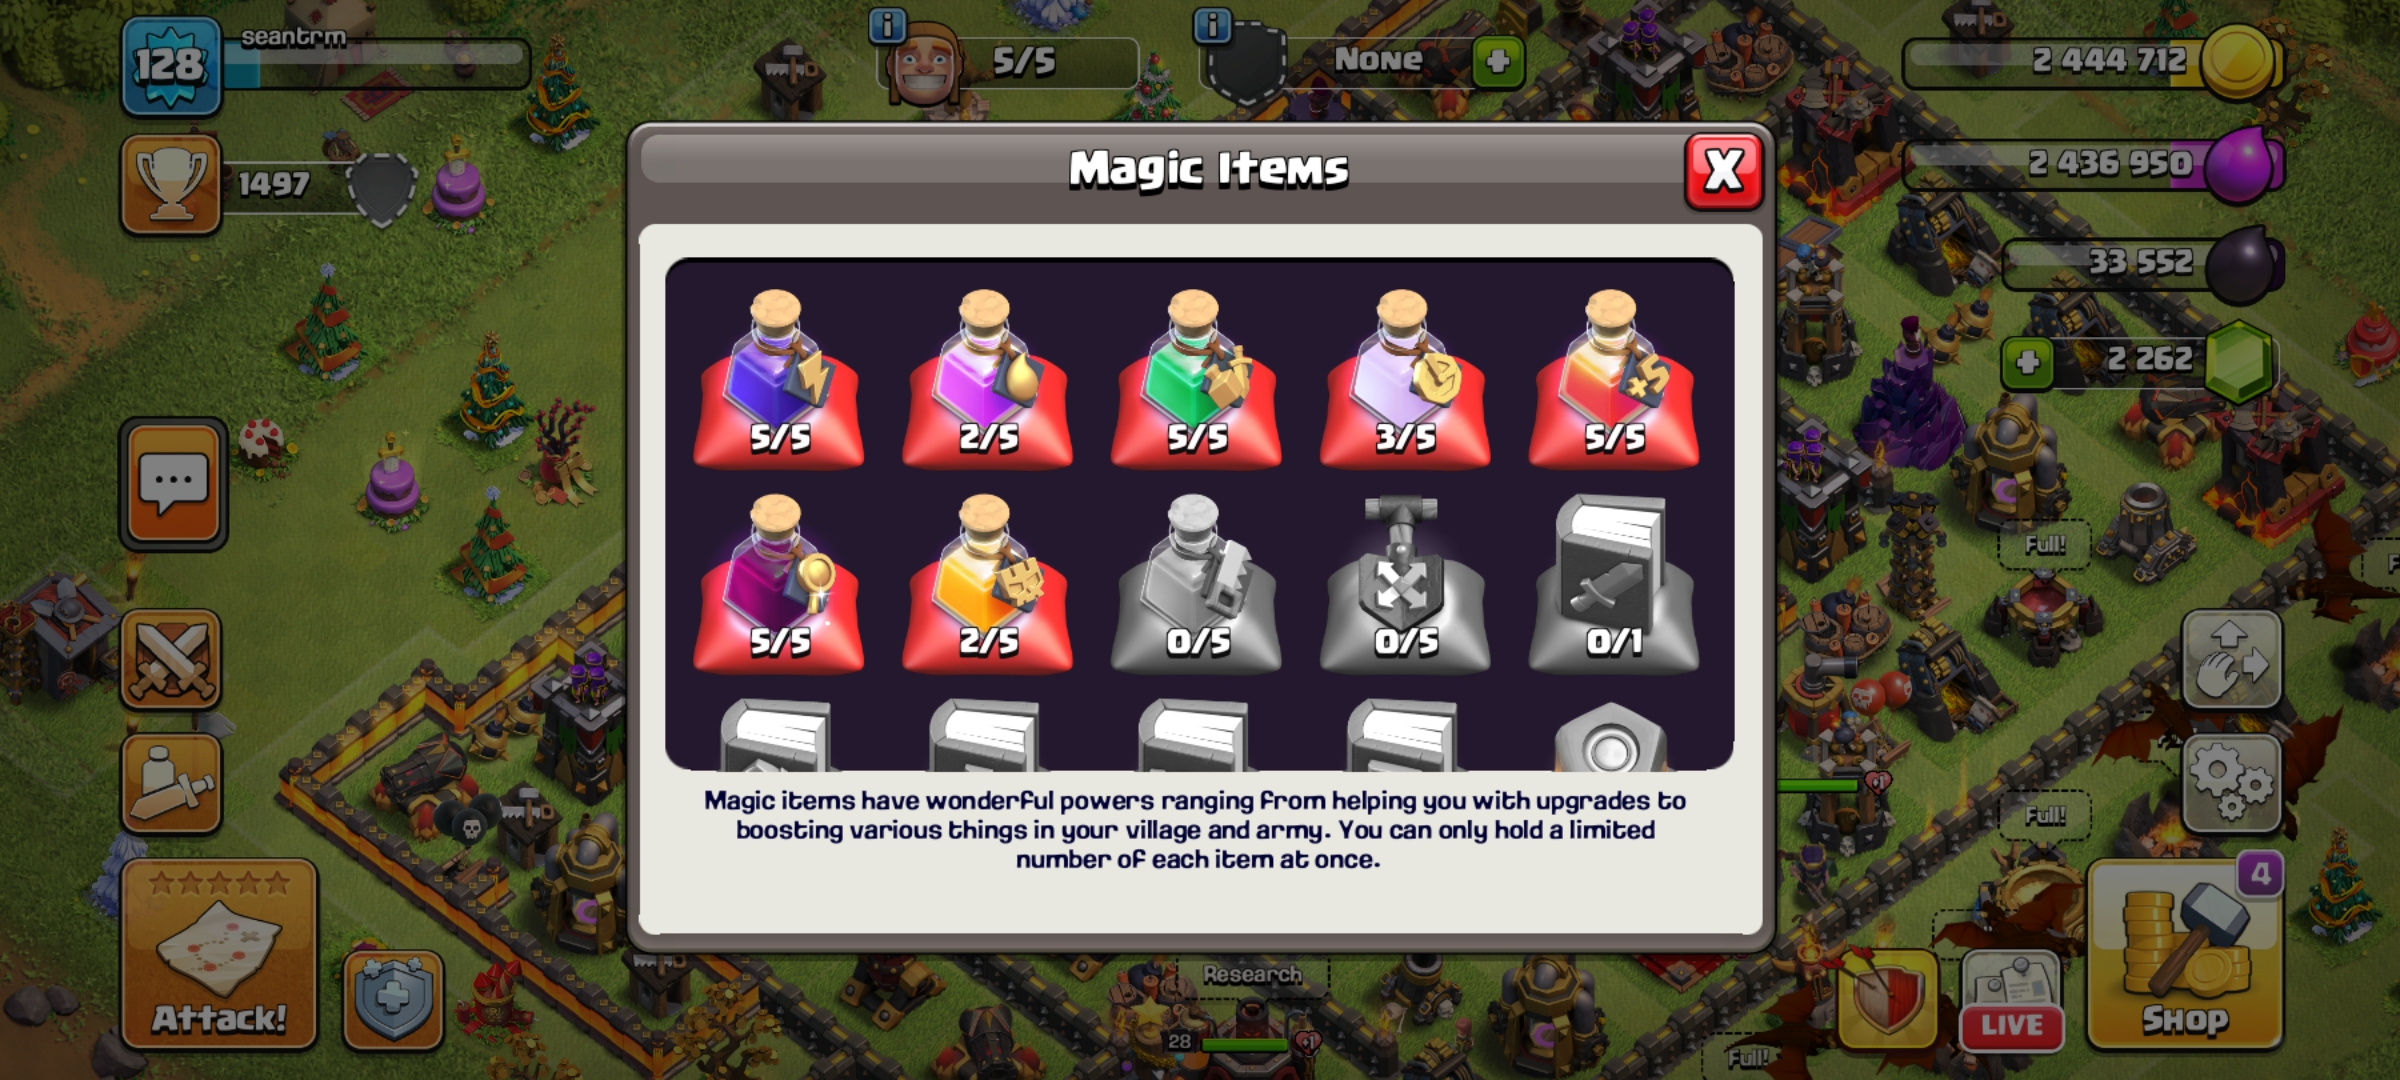 128
seantrm
5/5
None
2 444 712
1497
2 436 950
33 552
2 262
Magic Items
X
5/5
2/5
5/5
3/5
x5
5/5
5/5
2/5
0/5
0/5
0/1
Magic items have wonderful powers ranging from helping you with upgrades to
boosting various things in your village and army. You can only hold a limited
number of each item at once.
Full!
Full!
4
Attack!
Research
28
+1
+1
Full!
LIVE
Shop